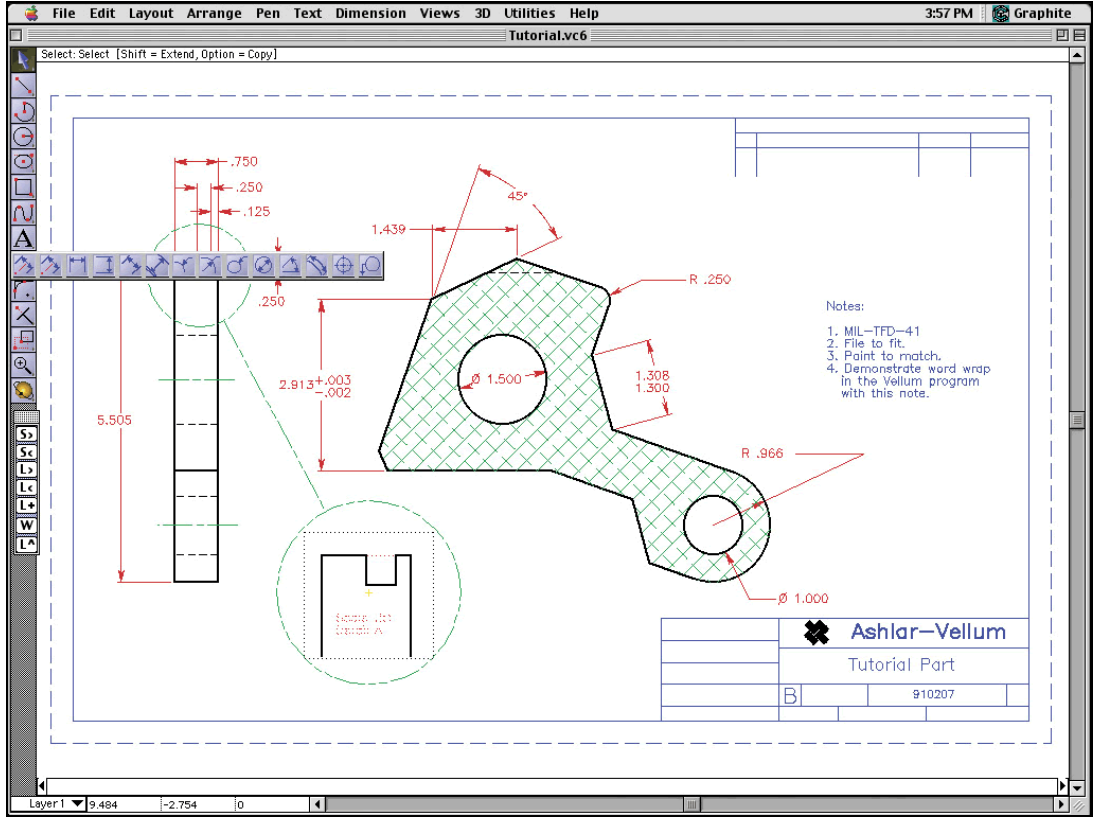 File Edit Layout Arrange Pen Text Dimension Views 3D Utilities Help 3:57 PM Graphite
Tutorial.vc6
Select: Select [Shift = Extend, Option = Copy]
.750
.250
.125
45°
1.439
A
R .250
.250
Notes:
1. MIL-TFD-41
2. File to fit.
3. Paint to match.
4. Demonstrate word wrap
in the Vellum program
with this note.
2.913 +.003
-.002
Ø 1.500
1.308
1.300
5.505
R .966
S>
S<
L>
L<
L+
W
L^
Ø 1.000
Ashlar-Vellum
Tutorial Part
B 910207
Layer 1 9.484 -2.754 0